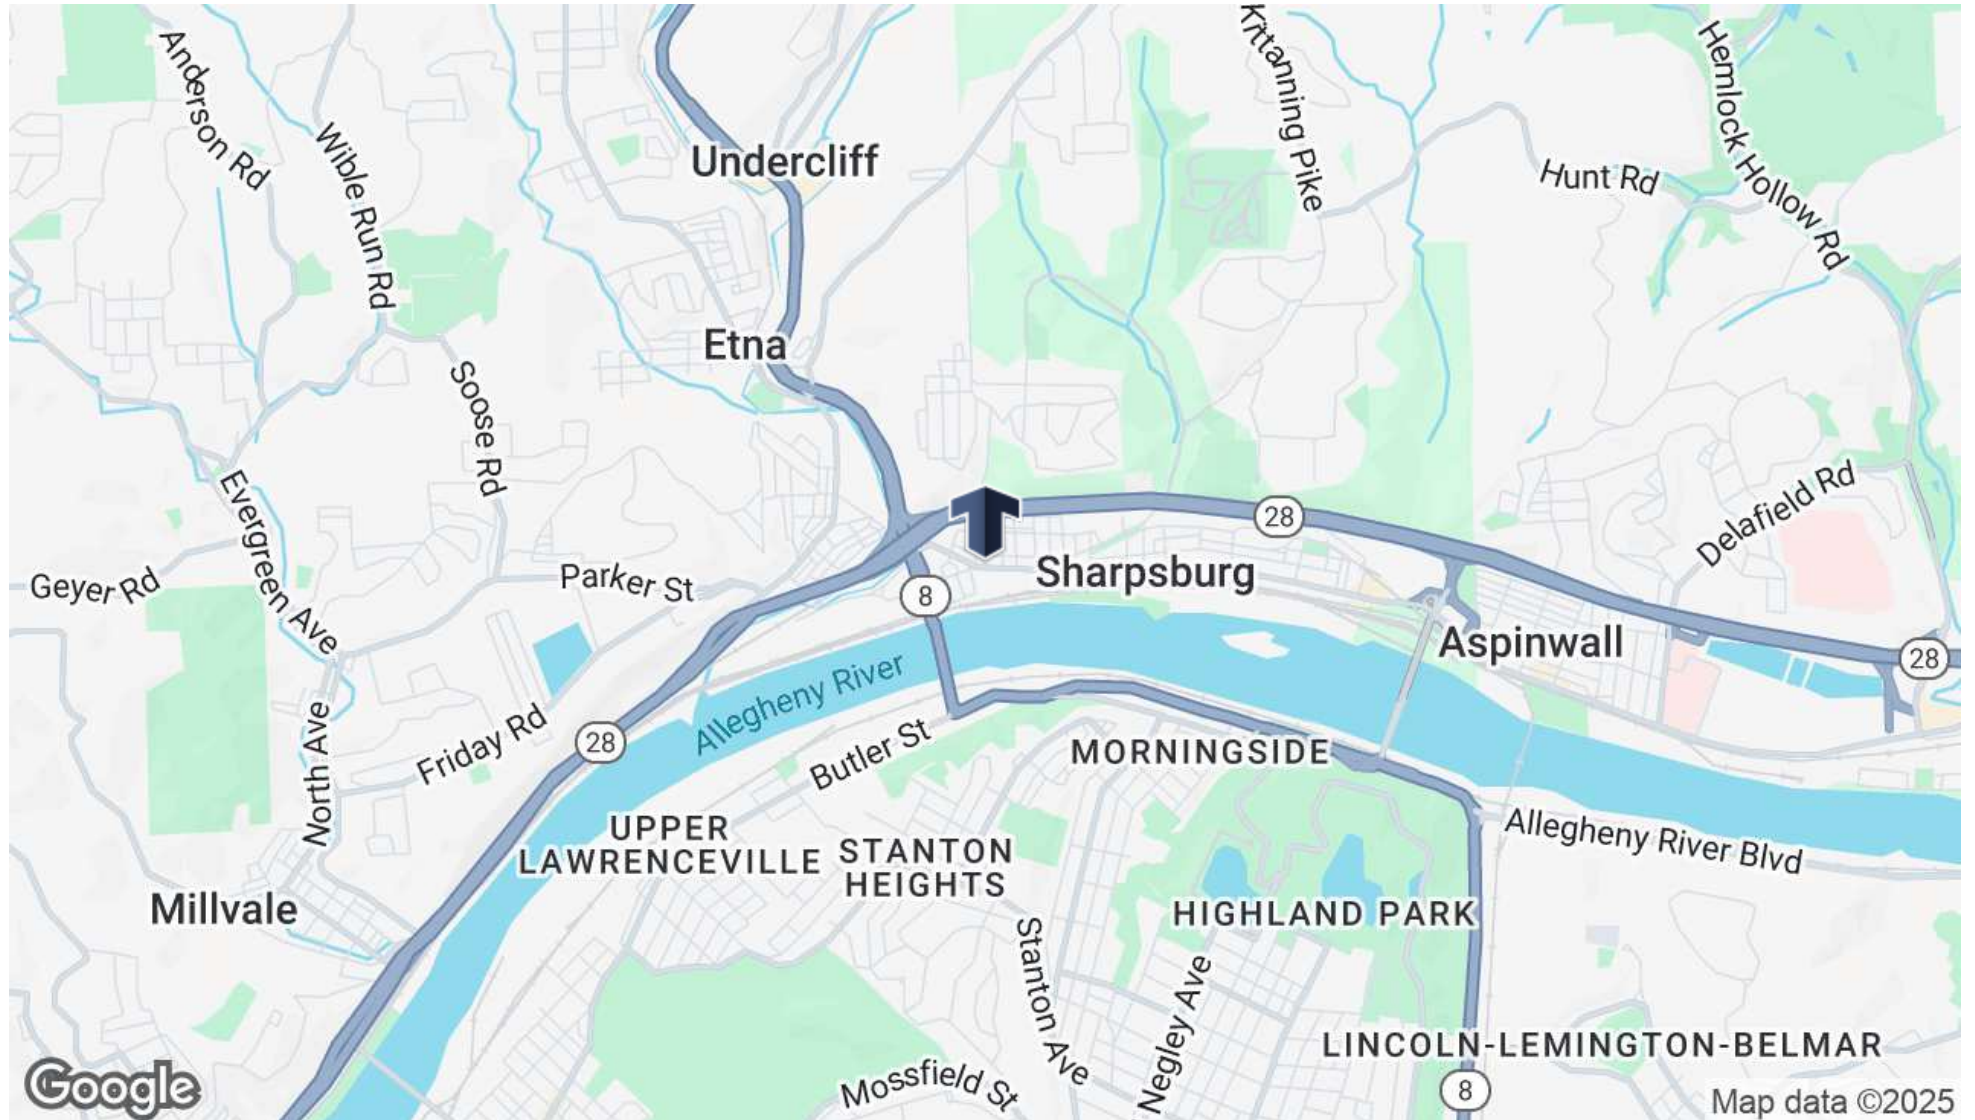 Anderson Rd
Wible Run Rd
Undercliff
Kittanning Pike
Hemlock Hollow Rd
Hunt Rd
Etna
Soose Rd
Evergreen Ave
Geyer Rd
Parker St
28
8
Sharpsburg
Delafield Rd
Aspinwall
28
North Ave
Friday Rd
28
Allegheny River
Butler St
MORNINGSIDE
UPPER
LAWRENCEVILLE
STANTON
HEIGHTS
Allegheny River Blvd
Millvale
HIGHLAND PARK
Stanton Ave
Negley Ave
LINCOLN-LEMINGTON-BELMAR
Mossfield St
8
Google
Map data ©2025